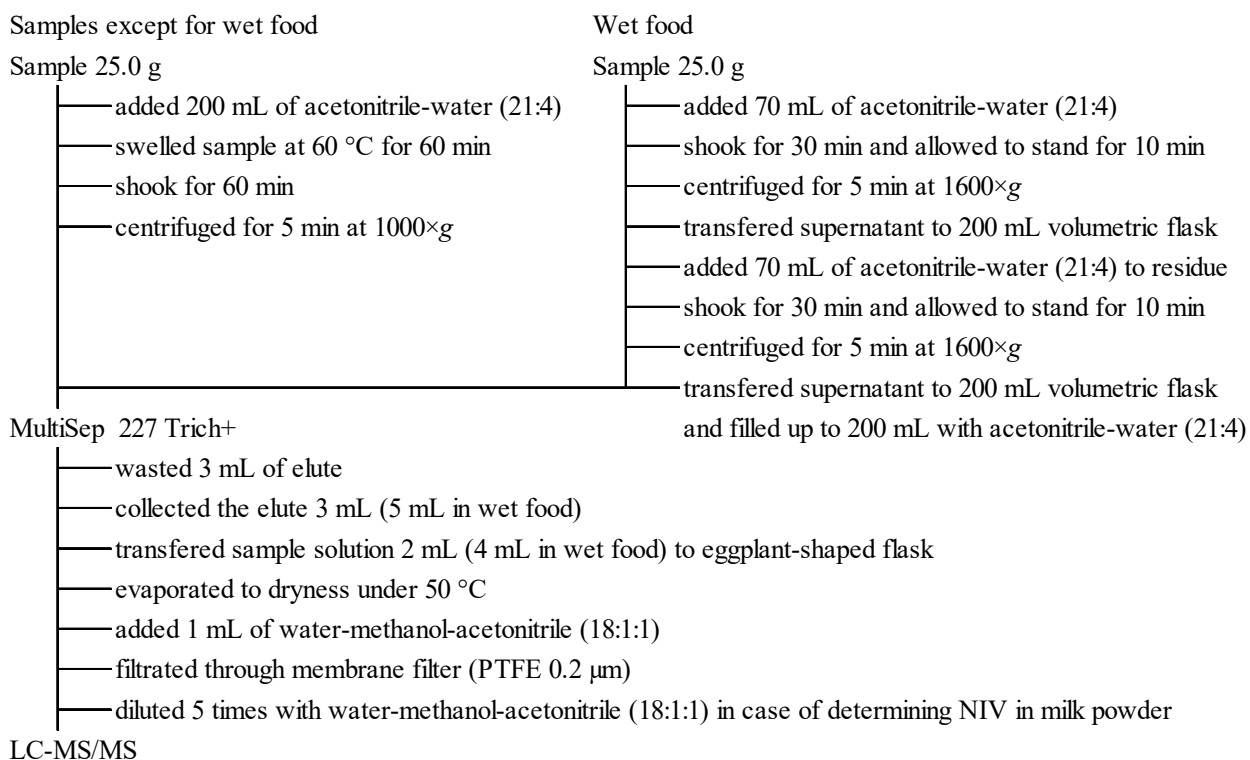 Samples except for wet food
Sample 25.0 g
added 200 mL of acetonitrile-water (21:4)
swelled sample at 60 °C for 60 min
shook for 60 min
centrifuged for 5 min at 1000×g
Wet food
Sample 25.0 g
added 70 mL of acetonitrile-water (21:4)
shook for 30 min and allowed to stand for 10 min
centrifuged for 5 min at 1600×g
transfered supernatant to 200 mL volumetric flask
added 70 mL of acetonitrile-water (21:4) to residue
shook for 30 min and allowed to stand for 10 min
centrifuged for 5 min at 1600×g
transfered supernatant to 200 mL volumetric flask
and filled up to 200 mL with acetonitrile-water (21:4)
MultiSep 227 Trich+
wasted 3 mL of elute
collected the elute 3 mL (5 mL in wet food)
transfered sample solution 2 mL (4 mL in wet food) to eggplant-shaped flask
evaporated to dryness under 50 °C
added 1 mL of water-methanol-acetonitrile (18:1:1)
filtrated through membrane filter (PTFE 0.2 μm)
diluted 5 times with water-methanol-acetonitrile (18:1:1) in case of determining NIV in milk powder
LC-MS/MS